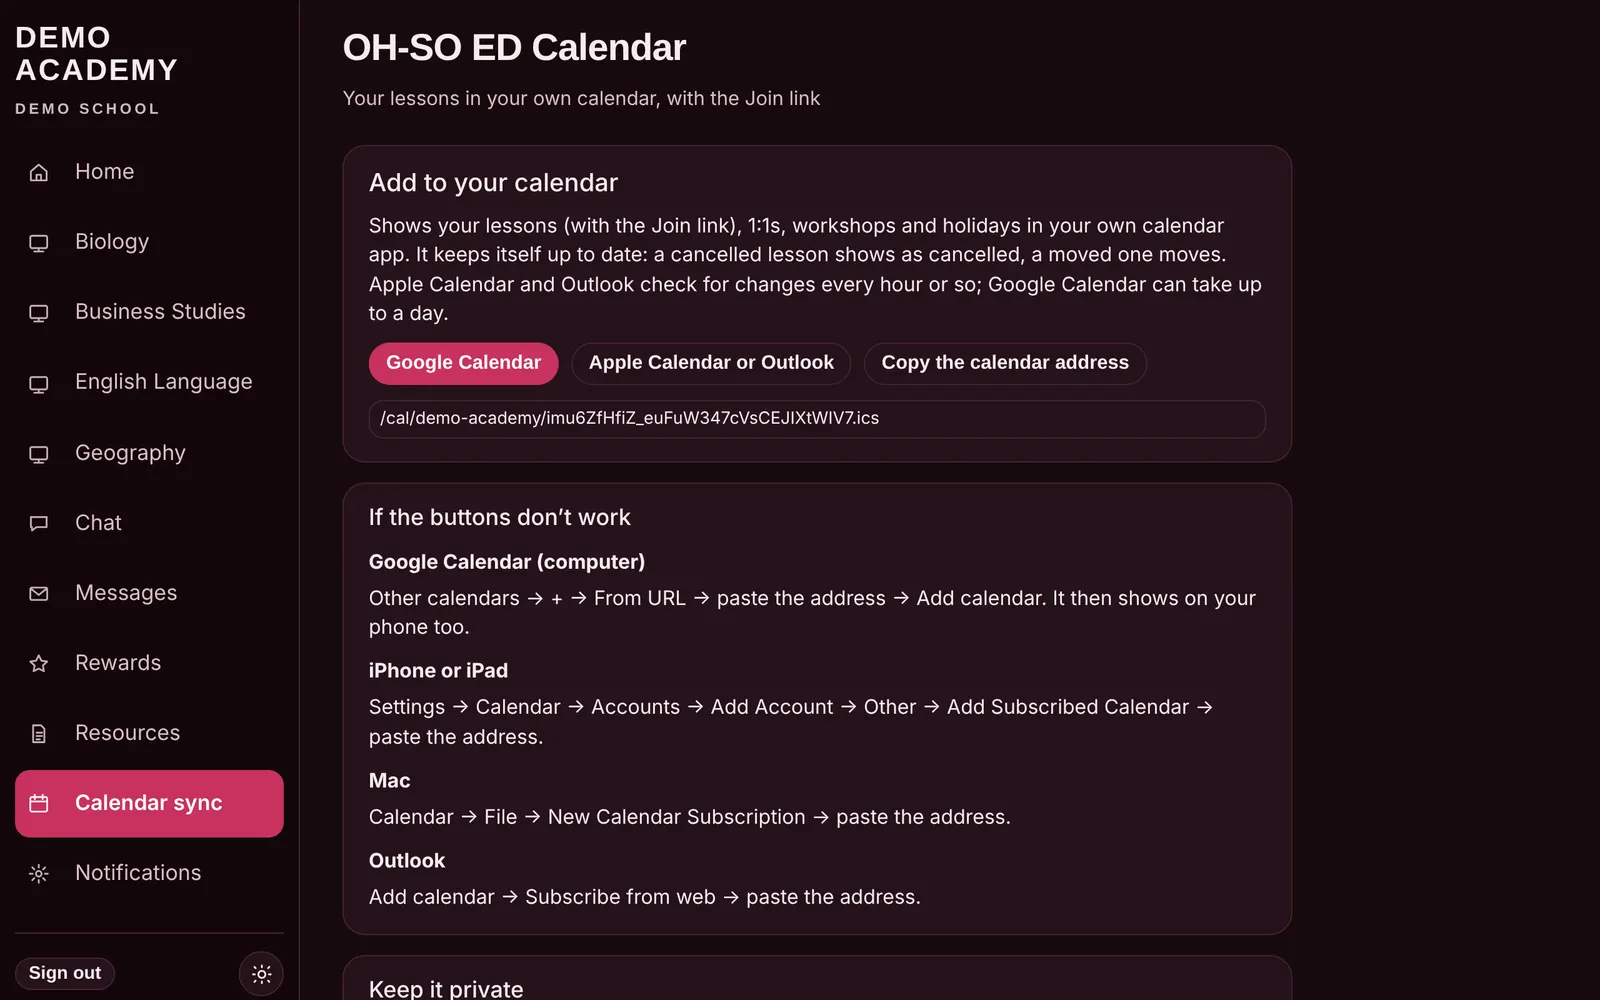 DEMO
ACADEMY
DEMO SCHOOL
Home
Biology
Business Studies
English Language
Geography
Chat
Messages
Rewards
Resources
Calendar sync
Notifications
Sign out
OH-SO ED Calendar
Your lessons in your own calendar, with the Join link
Add to your calendar
Shows your lessons (with the Join link), 1:1s, workshops and holidays in your own calendar
app. It keeps itself up to date: a cancelled lesson shows as cancelled, a moved one moves.
Apple Calendar and Outlook check for changes every hour or so; Google Calendar can take up
to a day.
Google Calendar
Apple Calendar or Outlook
Copy the calendar address
/cal/demo-academy/imu6ZfHfiZ_euFuW347cVsCEJIXtWIV7.ics
If the buttons don’t work
Google Calendar (computer)
Other calendars → + → From URL → paste the address → Add calendar. It then shows on your
phone too.
iPhone or iPad
Settings → Calendar → Accounts → Add Account → Other → Add Subscribed Calendar →
paste the address.
Mac
Calendar → File → New Calendar Subscription → paste the address.
Outlook
Add calendar → Subscribe from web → paste the address.
Keep it private